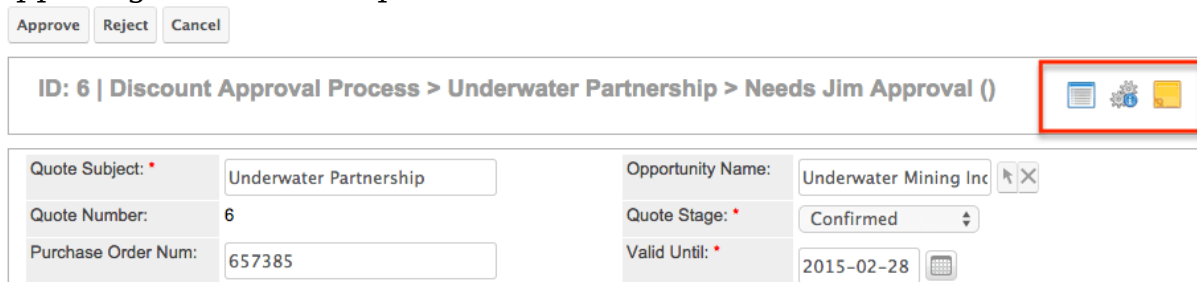 Approve Reject Cancel
ID: 6 | Discount Approval Process > Underwater Partnership > Needs Jim Approval ()
Quote Subject: * Underwater Partnership Opportunity Name: Underwater Mining Inc
Quote Number: 6 Quote Stage: * Confirmed
Purchase Order Num: 657385 Valid Until: * 2015-02-28